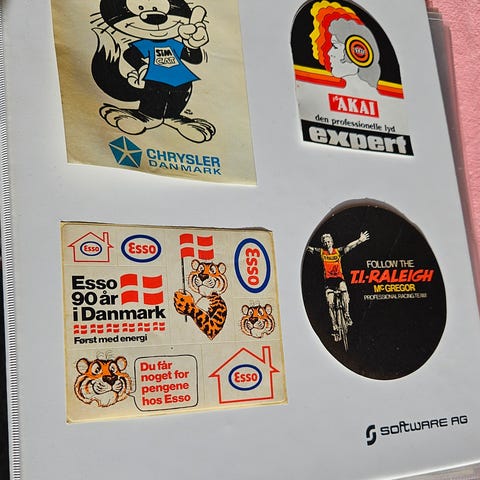 SIM
CAT
CHRYSLER
DANMARK
AKAI
den professionelle lyd
expert
Esso
Esso
Esso
Esso
90 år
i Danmark
Først med energi
Du får
noget for
pengene
hos Esso
Esso
FOLLOW THE
T.I.-RALEIGH
McGREGOR
PROFESSIONAL RACING TEAM
SOFTWARE AG